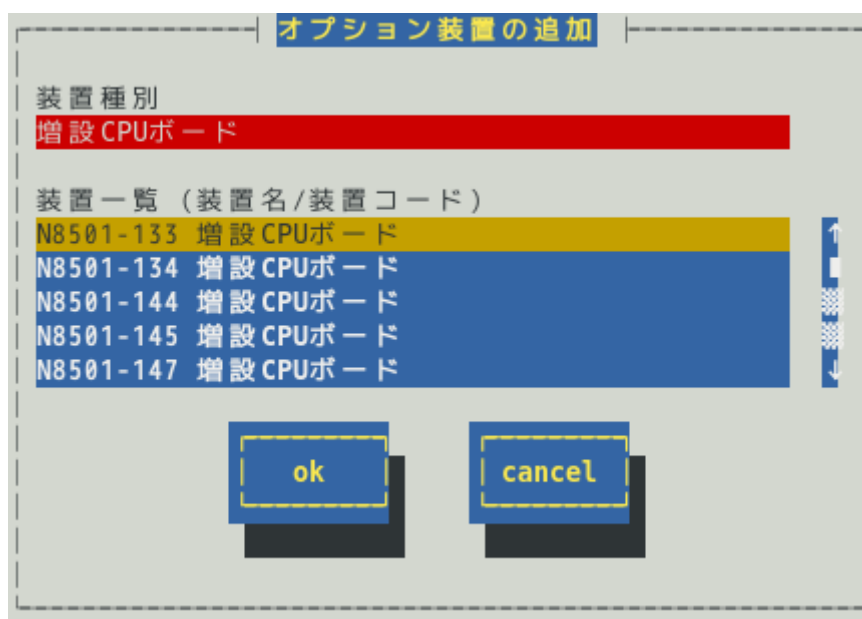 オプション装置の追加
装置種別
増設CPUボード
装置一覧 (装置名/装置コード)
N8501-133 増設CPUボード
↑
N8501-134 増設CPUボード
N8501-144 増設CPUボード
N8501-145 増設CPUボード
N8501-147 増設CPUボード
↓
ok
cancel